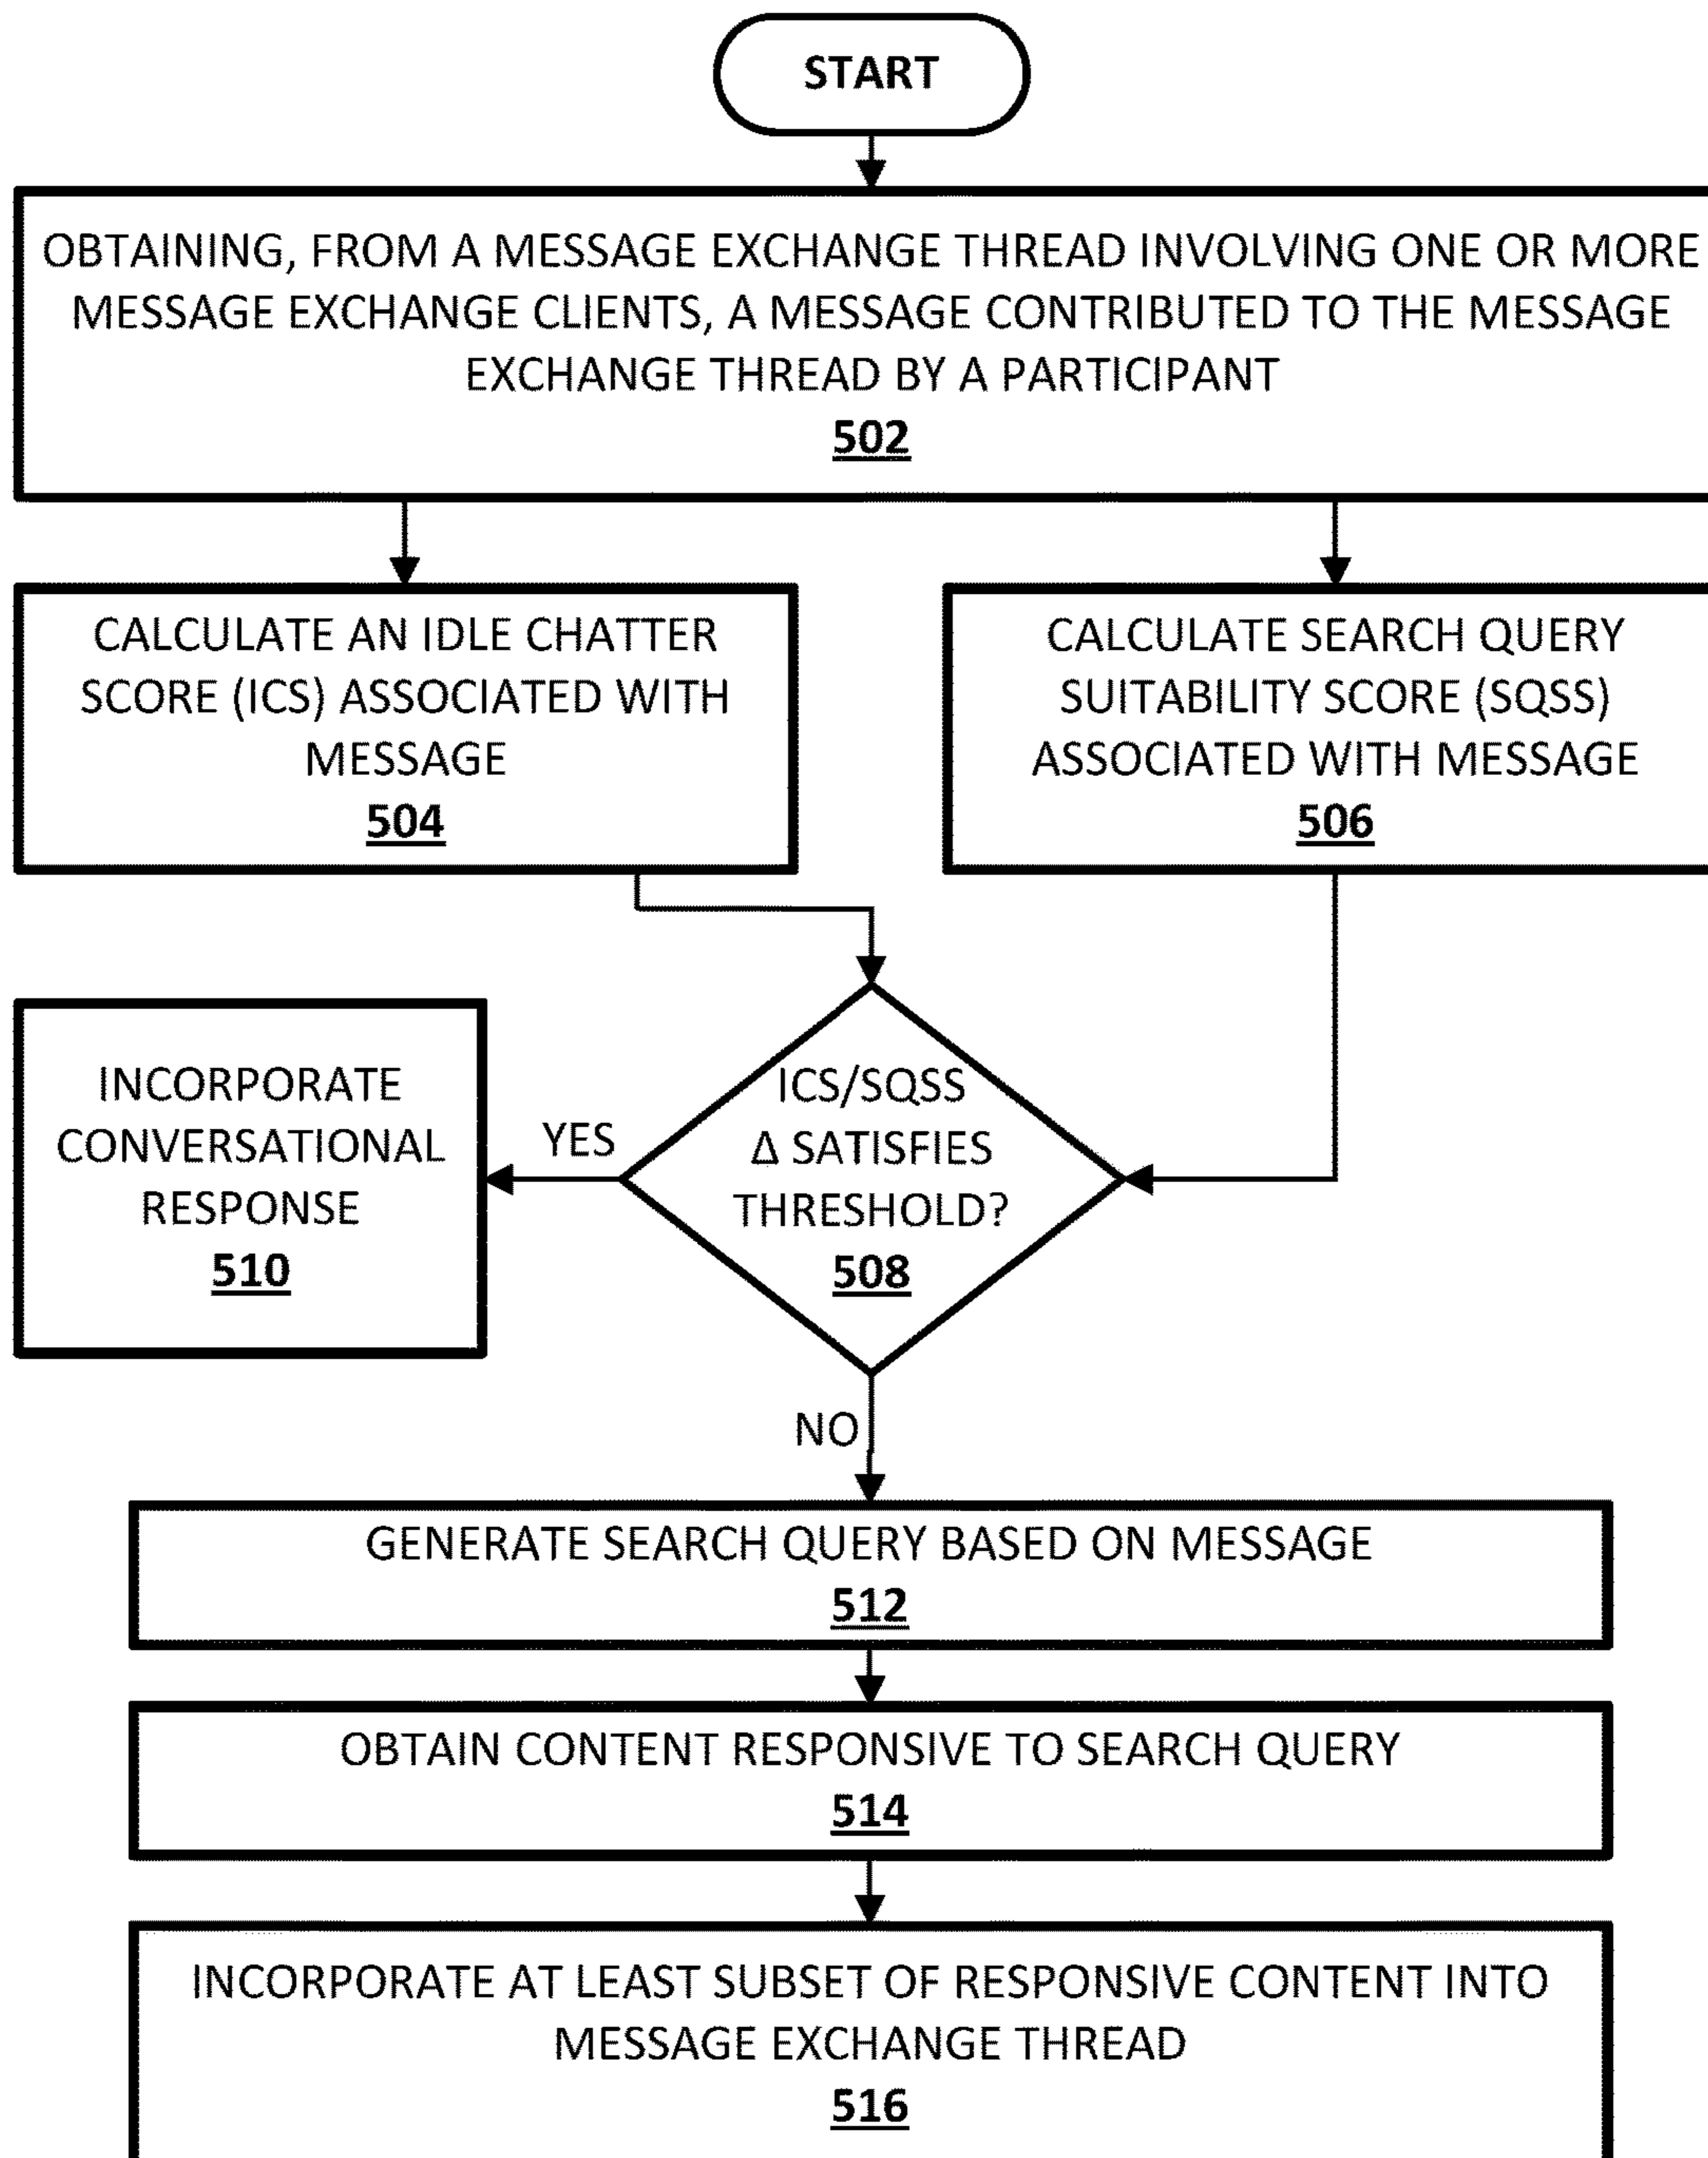 START
OBTAINING, FROM A MESSAGE EXCHANGE THREAD INVOLVING ONE OR MORE
MESSAGE EXCHANGE CLIENTS, A MESSAGE CONTRIBUTED TO THE MESSAGE
EXCHANGE THREAD BY A PARTICIPANT
502
CALCULATE AN IDLE CHATTER
SCORE (ICS) ASSOCIATED WITH
MESSAGE
504
CALCULATE SEARCH QUERY
SUITABILITY SCORE (SQSS)
ASSOCIATED WITH MESSAGE
506
ICS/SQSS
Δ SATISFIES
THRESHOLD?
508
YES
INCORPORATE
CONVERSATIONAL
RESPONSE
510
NO
GENERATE SEARCH QUERY BASED ON MESSAGE
512
OBTAIN CONTENT RESPONSIVE TO SEARCH QUERY
514
INCORPORATE AT LEAST SUBSET OF RESPONSIVE CONTENT INTO
MESSAGE EXCHANGE THREAD
516